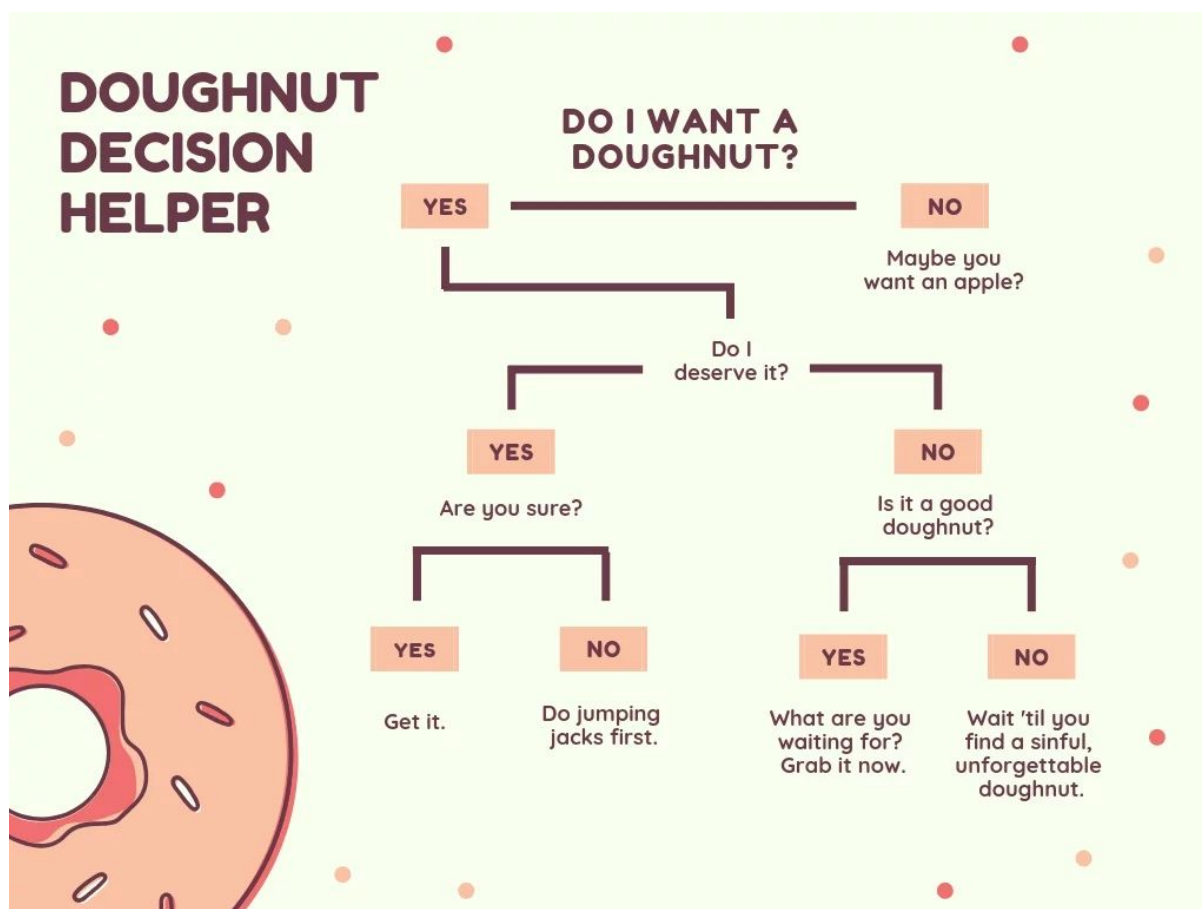 DOUGHNUT
DECISION
HELPER
DO I WANT A
DOUGHNUT?
YES
NO
Maybe you
want an apple?
Do I
deserve it?
YES
NO
Are you sure?
Is it a good
doughnut?
YES
NO
YES
NO
Get it.
Do jumping
jacks first.
What are you
waiting for?
Grab it now.
Wait 'til you
find a sinful,
unforgettable
doughnut.